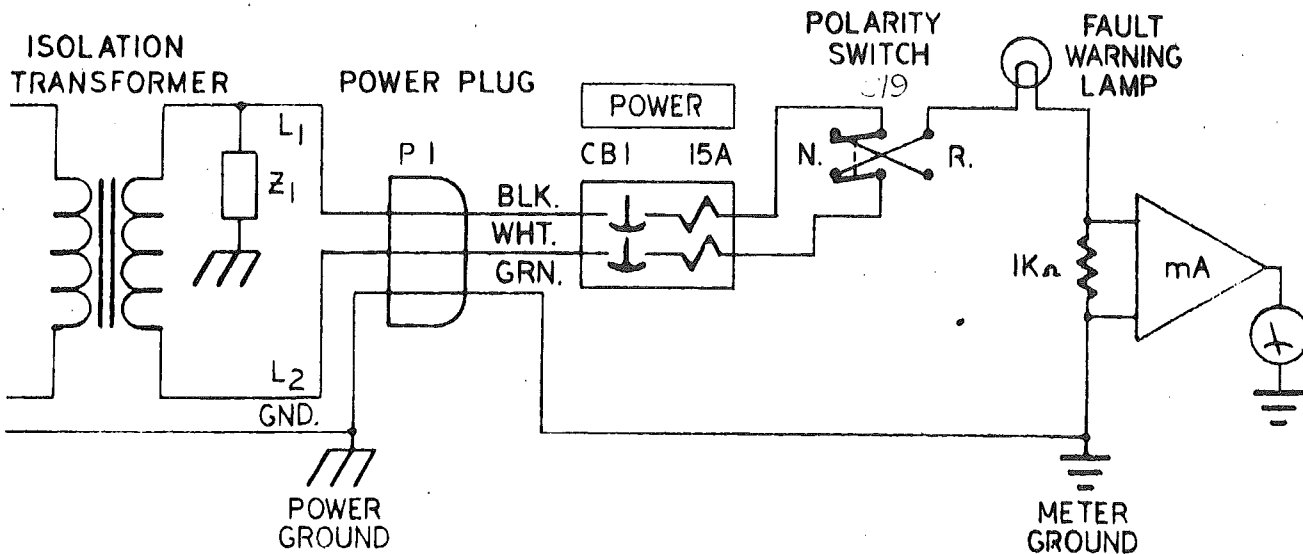 ISOLATION
TRANSFORMER
POWER PLUG
POWER
POLARITY
SWITCH
FAULT
WARNING
LAMP
L1
Z1
P1
CB1 15A
N.
R.
BLK.
WHT.
GRN.
1KΩ
mA
L2
GND.
POWER
GROUND
METER
GROUND